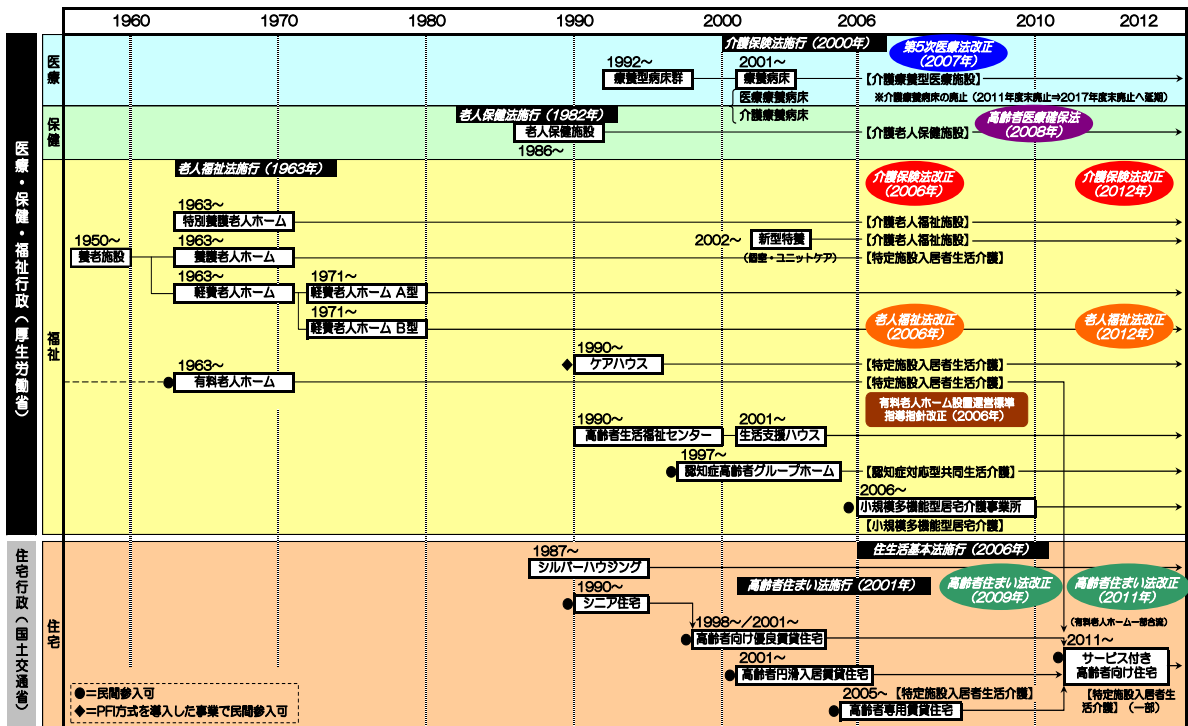 1960 1970 1980 1990 2000 2006 2010 2012
医療・保健・福祉行政（厚生労働省）
医療
介護保険法施行（2000年）
第5次医療法改正
（2007年）
1992～
療養型病床群
2001～
療養病床
【介護療養型医療施設】
医療療養病床
介護療養病床
※介護療養病床の廃止（2011年度末廃止⇒2017年度末廃止へ延期）
保健
老人保健法施行（1982年）
老人保健施設
1986～
【介護老人保健施設】
高齢者医療確保法
（2008年）
福祉
老人福祉法施行（1963年）
介護保険法改正
（2006年）
介護保険法改正
（2012年）
1963～
特別養護老人ホーム
【介護老人福祉施設】
1950～
養老施設
1963～
養護老人ホーム
2002～
新型特養
（個室・ユニットケア）
【介護老人福祉施設】
【特定施設入居者生活介護】
1963～
軽費老人ホーム
1971～
軽費老人ホーム A型
1971～
軽費老人ホーム B型
老人福祉法改正
（2006年）
老人福祉法改正
（2012年）
1990～
ケアハウス
【特定施設入居者生活介護】
1963～
有料老人ホーム
【特定施設入居者生活介護】
有料老人ホーム設置運営標準
指導指針改正（2006年）
1990～
高齢者生活福祉センター
2001～
生活支援ハウス
1997～
認知症高齢者グループホーム
【認知症対応型共同生活介護】
2006～
小規模多機能型居宅介護事業所
【小規模多機能型居宅介護】
住宅行政（国土交通省）
住宅
住生活基本法施行（2006年）
1987～
シルバーハウジング
高齢者住まい法施行（2001年）
高齢者住まい法改正
（2009年）
高齢者住まい法改正
（2011年）
1990～
シニア住宅
（有料老人ホーム一部合流）
1998～／2001～
高齢者向け優良賃貸住宅
2011～
サービス付き
高齢者向け住宅
2001～
高齢者円滑入居賃貸住宅
2005～【特定施設入居者生活介護】
高齢者専用賃貸住宅
【特定施設入居者生活介護】（一部）
●＝民間参入可
◆＝PFI方式を導入した事業で民間参入可